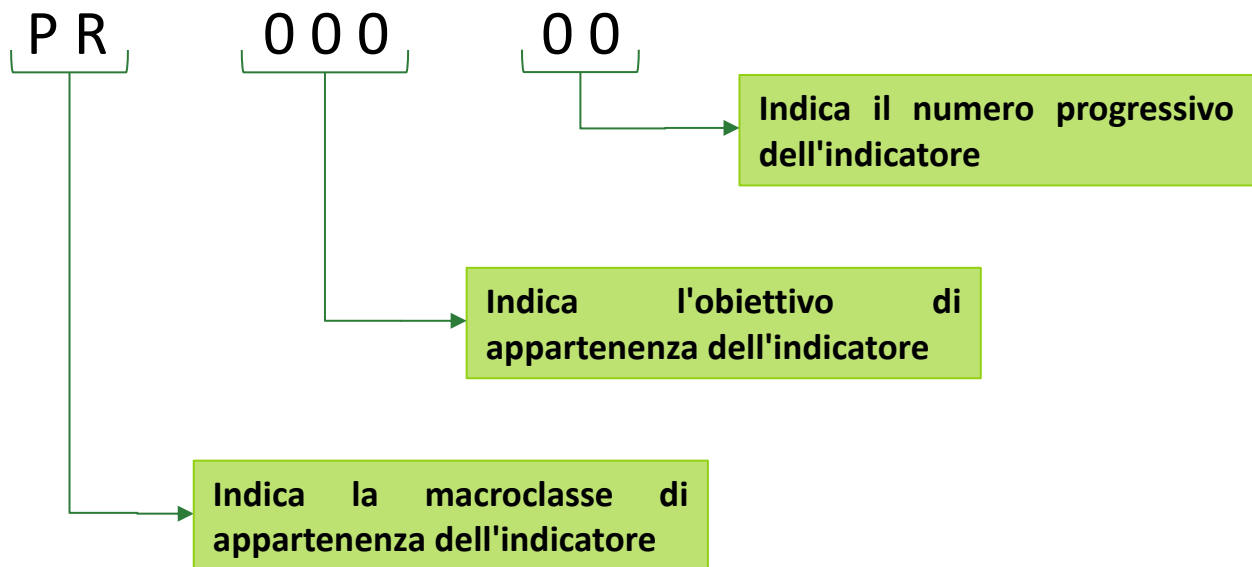 P R 0 0 0 0 0
Indica il numero progressivo
dell'indicatore
Indica l'obiettivo di
appartenenza dell'indicatore
Indica la macroclasse di
appartenenza dell'indicatore